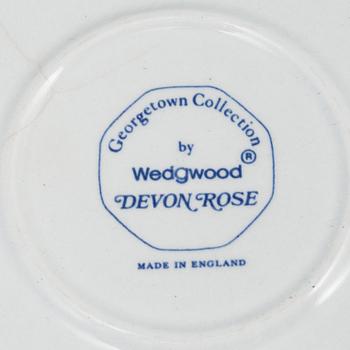 Georgetown Collection
by
Wedgwood®
DEVON ROSE
MADE IN ENGLAND